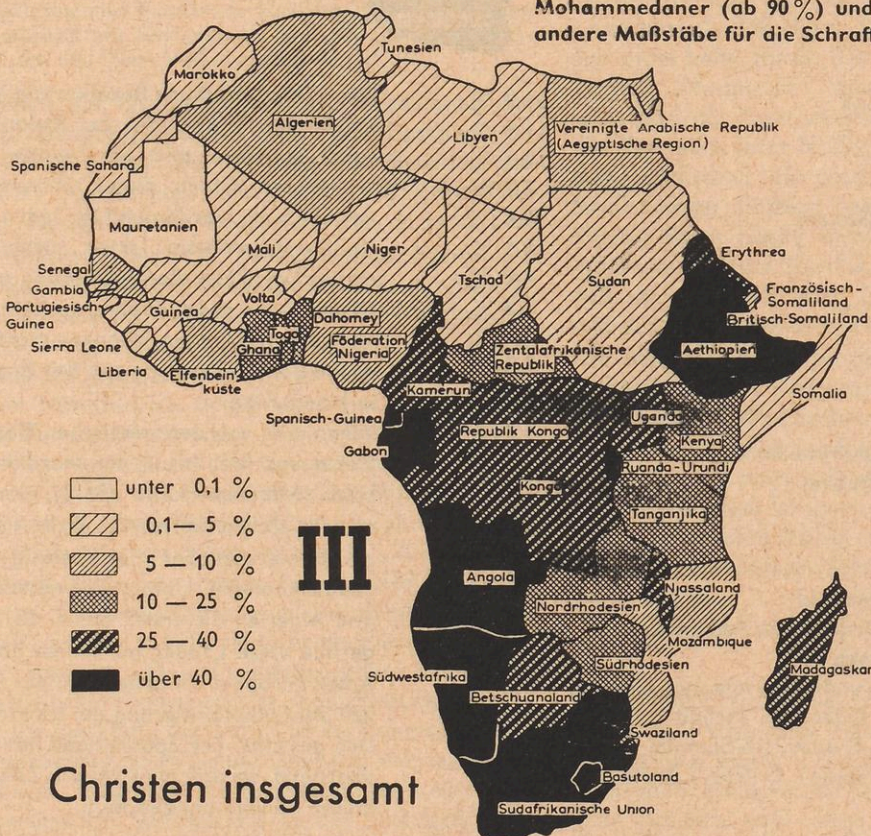 Mohammedaner (ab 90 %) und
andere Maßstäbe für die Schraff
Tunesien
Marokko
Algerien
Libyen
Vereinigte Arabische Republik
(Aegyptische Region)
Spanische Sahara
Mauretanien
Mali
Niger
Tschad
Sudan
Erythrea
Senegal
Gambia
Portugiesisch
Guinea
Guinea
Volta
Dahomey
Togo
Ghana
Föderation
Nigeria
Französisch-
Somaliland
Britisch-Somaliland
Sierra Leone
Liberia
Elfenbein
küste
Zentalafrikanische
Republik
Aethiopien
Kamerun
Somalia
Spanisch-Guinea
Republik Kongo
Uganda
Kenya
Gabon
Ruanda-Urundi
Kongo
Tanganjika
unter 0,1 %
0,1— 5 %
5 — 10 %
10 — 25 %
25 — 40 %
über 40 %
III
Angola
Njassaland
Nordrhodesien
Mozambique
Südrhodesien
Madagaskar
Südwestafrika
Betschuanaland
Swaziland
Basutoland
Sudafrikanische Union
Christen insgesamt